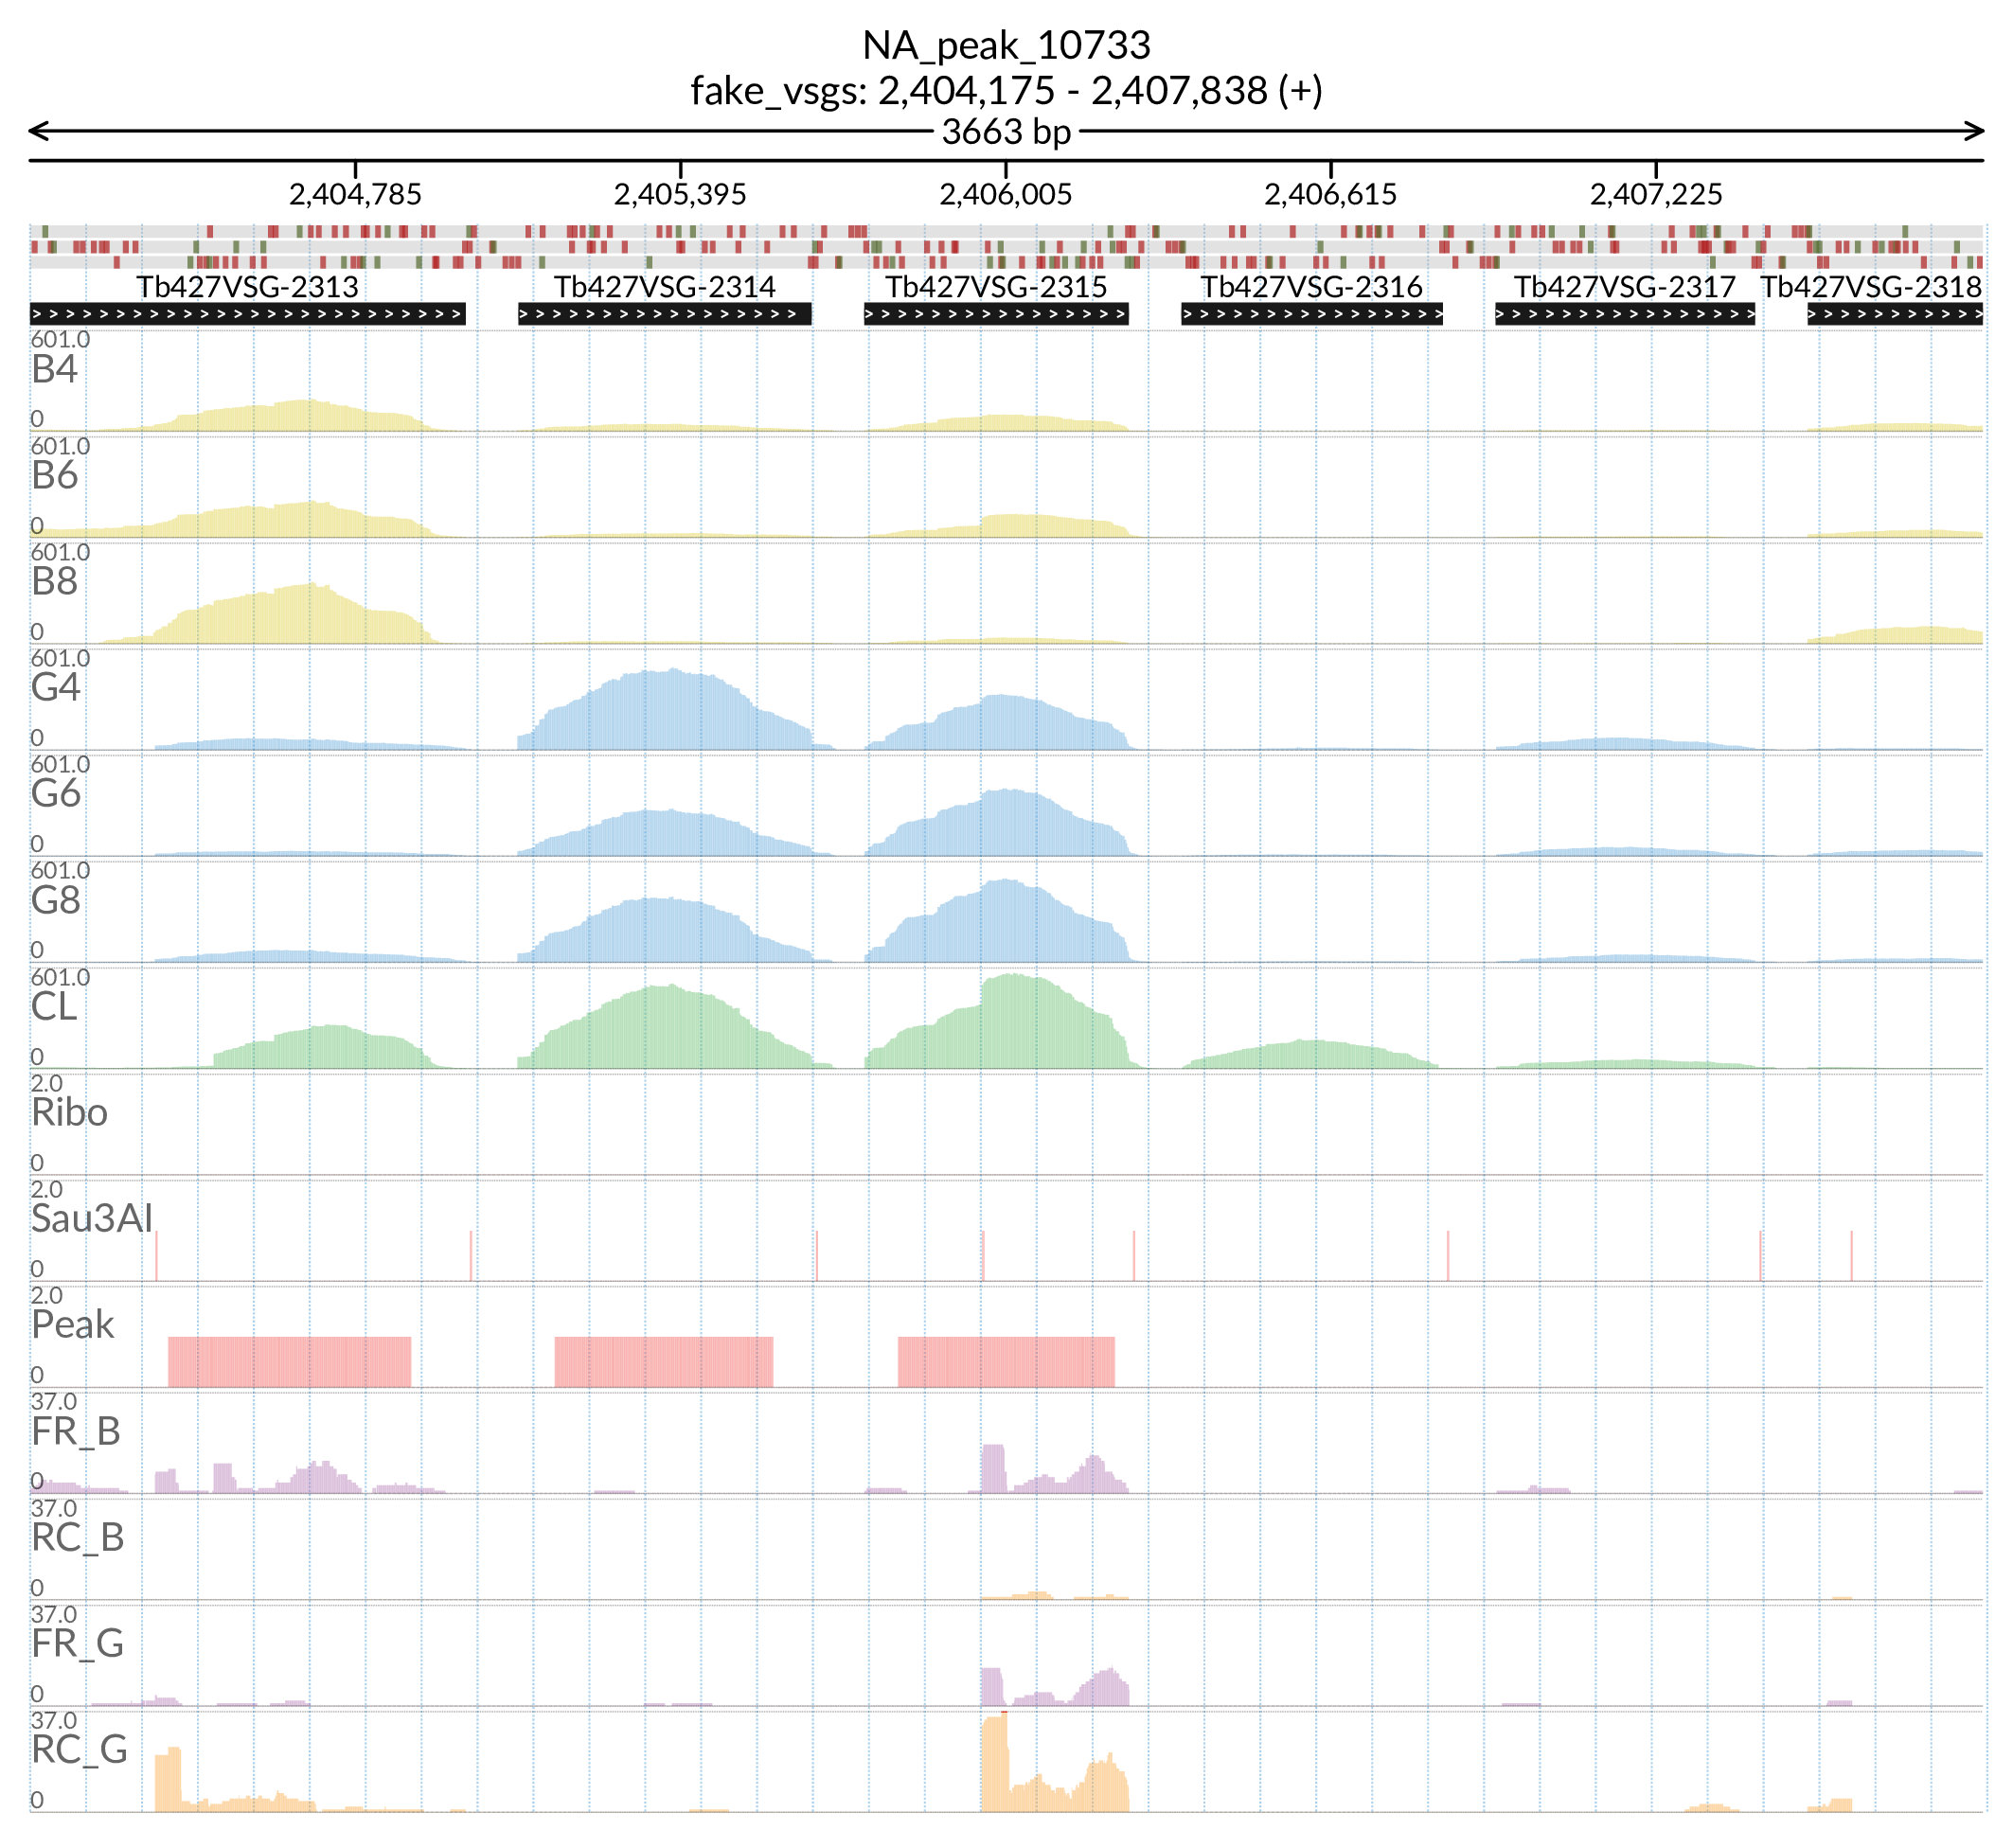 NA_peak_10733
fake_vsgs: 2,404,175 - 2,407,838 (+)
3663 bp
2,404,785 2,405,395 2,406,005 2,406,615 2,407,225
Tb427VSG-2313 Tb427VSG-2314 Tb427VSG-2315 Tb427VSG-2316 Tb427VSG-2317 Tb427VSG-2318
601.0
B4
0
601.0
B6
0
601.0
B8
0
601.0
G4
0
601.0
G6
0
601.0
G8
0
601.0
CL
0
2.0
Ribo
0
2.0
Sau3AI
0
2.0
Peak
0
37.0
FR_B
0
37.0
RC_B
0
37.0
FR_G
0
37.0
RC_G
0